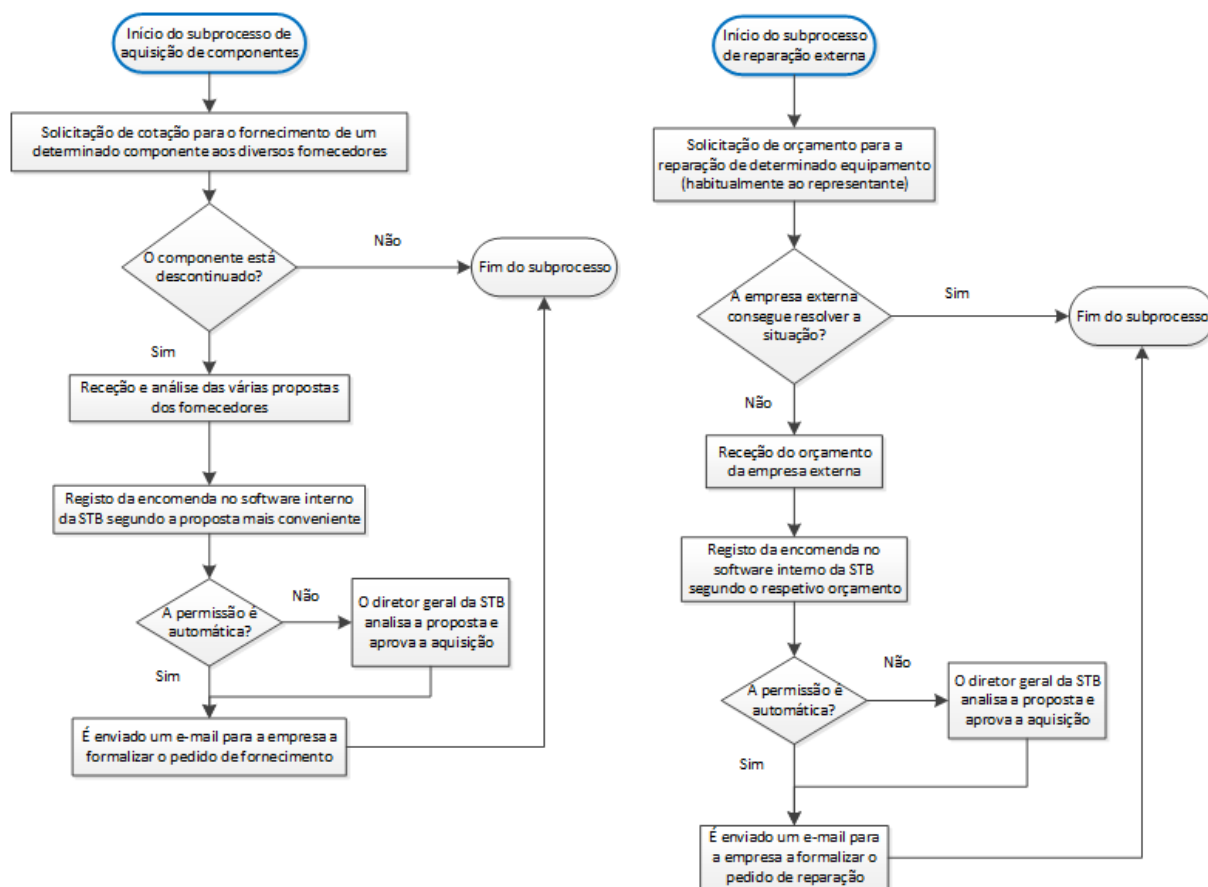 Início do subprocesso de
aquisição de componentes
Solicitação de cotação para o fornecimento de um
determinado componente aos diversos fornecedores
O componente está
descontinuado?
Não
Fim do subprocesso
Sim
Receção e análise das várias propostas
dos fornecedores
Registo da encomenda no software interno
da STB segundo a proposta mais conveniente
A permissão é
automática?
Não
O diretor geral da STB
analisa a proposta e
aprova a aquisição
Sim
É enviado um e-mail para a empresa a
formalizar o pedido de fornecimento
Início do subprocesso
de reparação externa
Solicitação de orçamento para a
reparação de determinado equipamento
(habitualmente ao representante)
A empresa externa
consegue resolver a
situação?
Sim
Fim do subprocesso
Não
Receção do orçamento
da empresa externa
Registo da encomenda no
software interno da STB
segundo o respetivo orçamento
A permissão é
automática?
Não
O diretor geral da STB
analisa a proposta e
aprova a aquisição
Sim
É enviado um e-mail para
a empresa a formalizar o
pedido de reparação